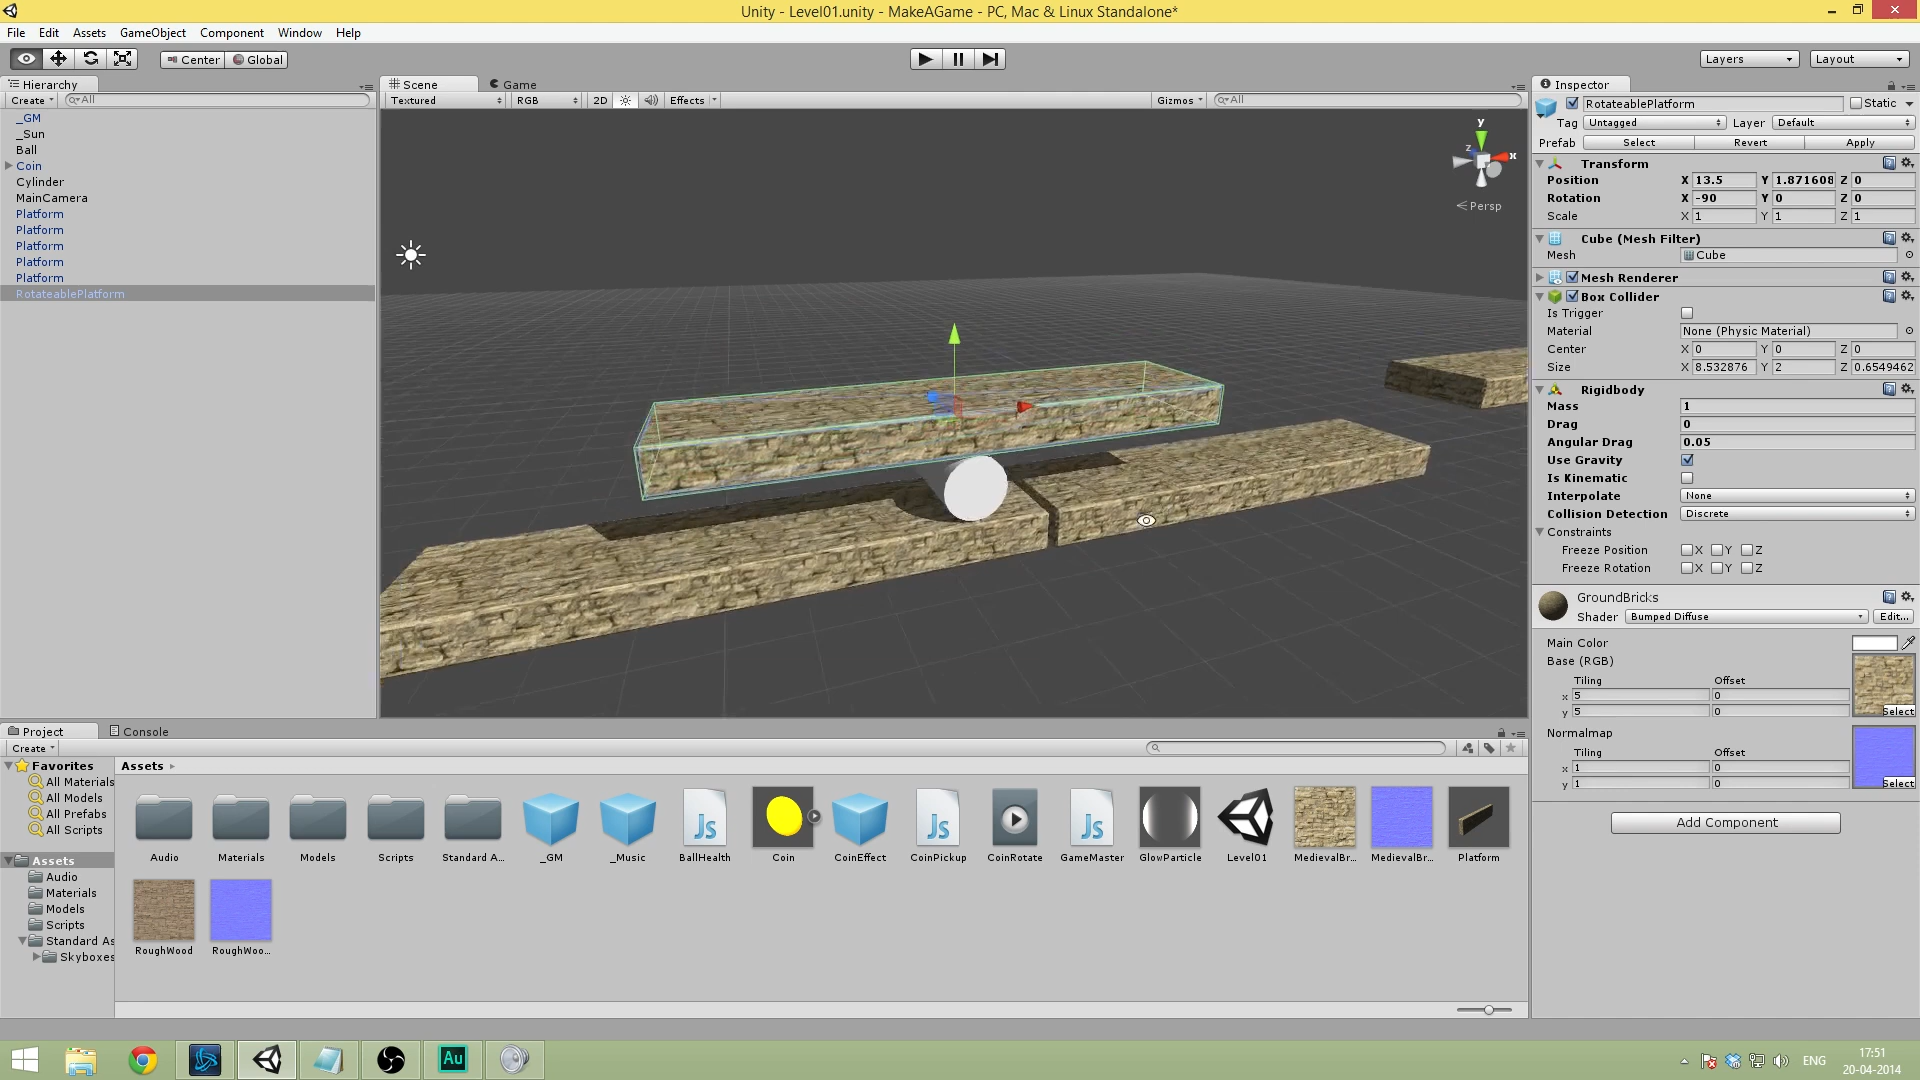 Unity - Level01.unity - MakeAGame - PC, Mac & Linux Standalone*
File Edit Assets GameObject Component Window Help
Center Global
Layers Layout
Hierarchy
Create All
_GM
_Sun
Ball
Coin
Cylinder
MainCamera
Platform
Platform
Platform
Platform
Platform
RotateablePlatform
Scene Game
Textured RGB 2D Effects Gizmos All
y
z x
Persp
Inspector
RotateablePlatform Static
Tag Untagged Layer Default
Prefab Select Revert Apply
Transform
Position X 13.5 Y 1.871608 Z 0
Rotation X -90 Y 0 Z 0
Scale X 1 Y 1 Z 1
Cube (Mesh Filter)
Mesh Cube
Mesh Renderer
Box Collider
Is Trigger
Material None (Physic Material)
Center X 0 Y 0 Z 0
Size X 8.532876 Y 2 Z 0.6549462
Rigidbody
Mass 1
Drag 0
Angular Drag 0.05
Use Gravity
Is Kinematic
Interpolate None
Collision Detection Discrete
Constraints
Freeze Position X Y Z
Freeze Rotation X Y Z
GroundBricks
Shader Bumped Diffuse Edit...
Main Color
Base (RGB)
Tiling Offset
x 5 0
y 5 0
Select
Normalmap
Tiling Offset
x 1 0
y 1 0
Select
Add Component
Project Console
Create
Favorites
All Materials
All Models
All Prefabs
All Scripts
Assets
Audio
Materials
Models
Scripts
Standard As
Skyboxes
Assets
Js Js Js
Audio Materials Models Scripts Standard A... _GM _Music BallHealth Coin CoinEffect CoinPickup CoinRotate GameMaster GlowParticle Level01 MedievalBr... MedievalBr... Platform
RoughWood RoughWoo...
Au
ENG
17:51
20-04-2014